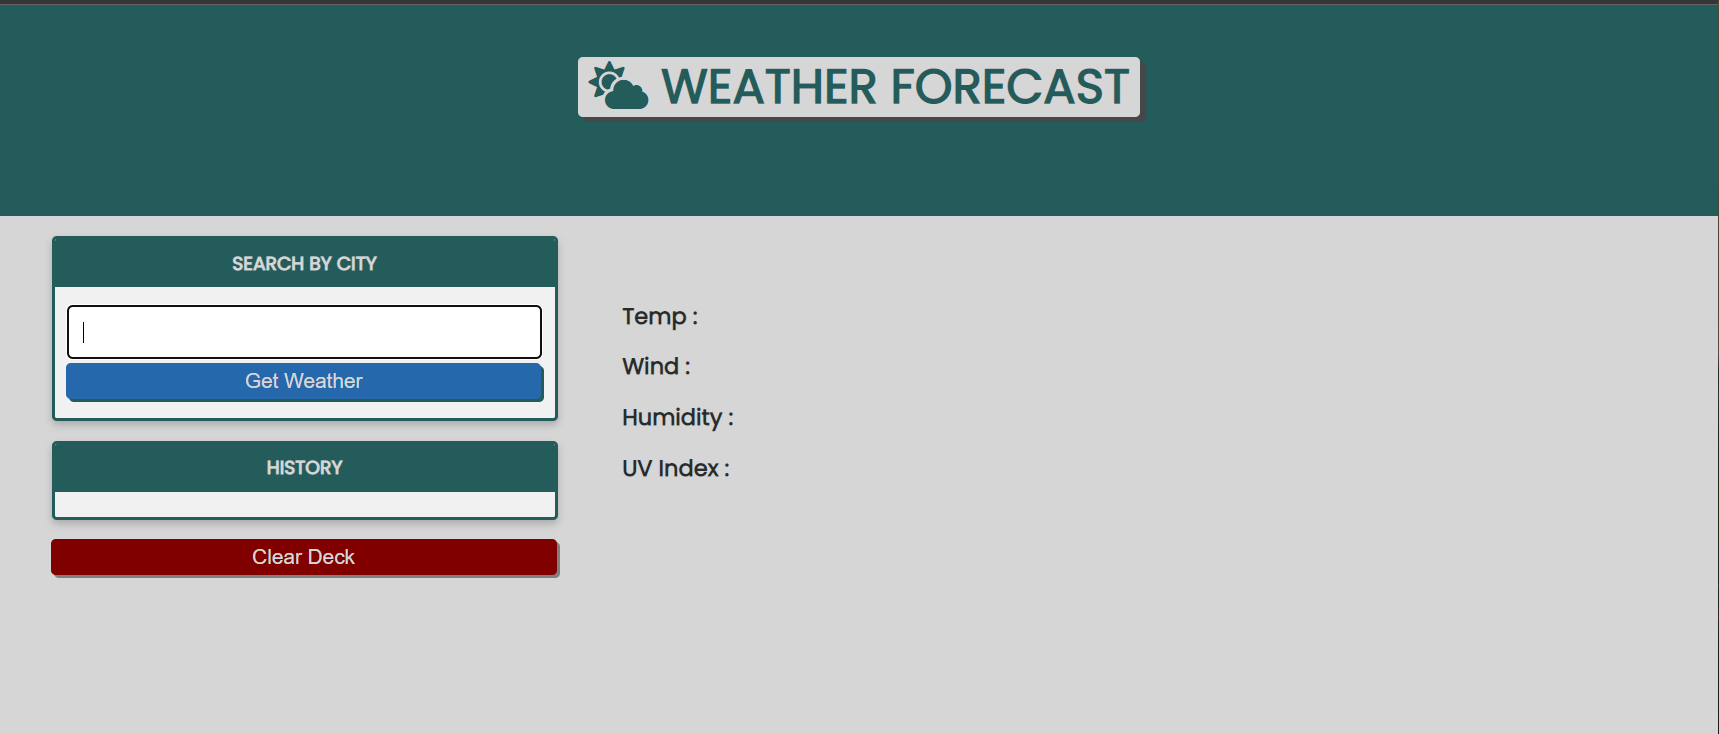 WEATHER FORECAST
SEARCH BY CITY
Get Weather
HISTORY
Clear Deck
Temp :
Wind :
Humidity :
UV Index :